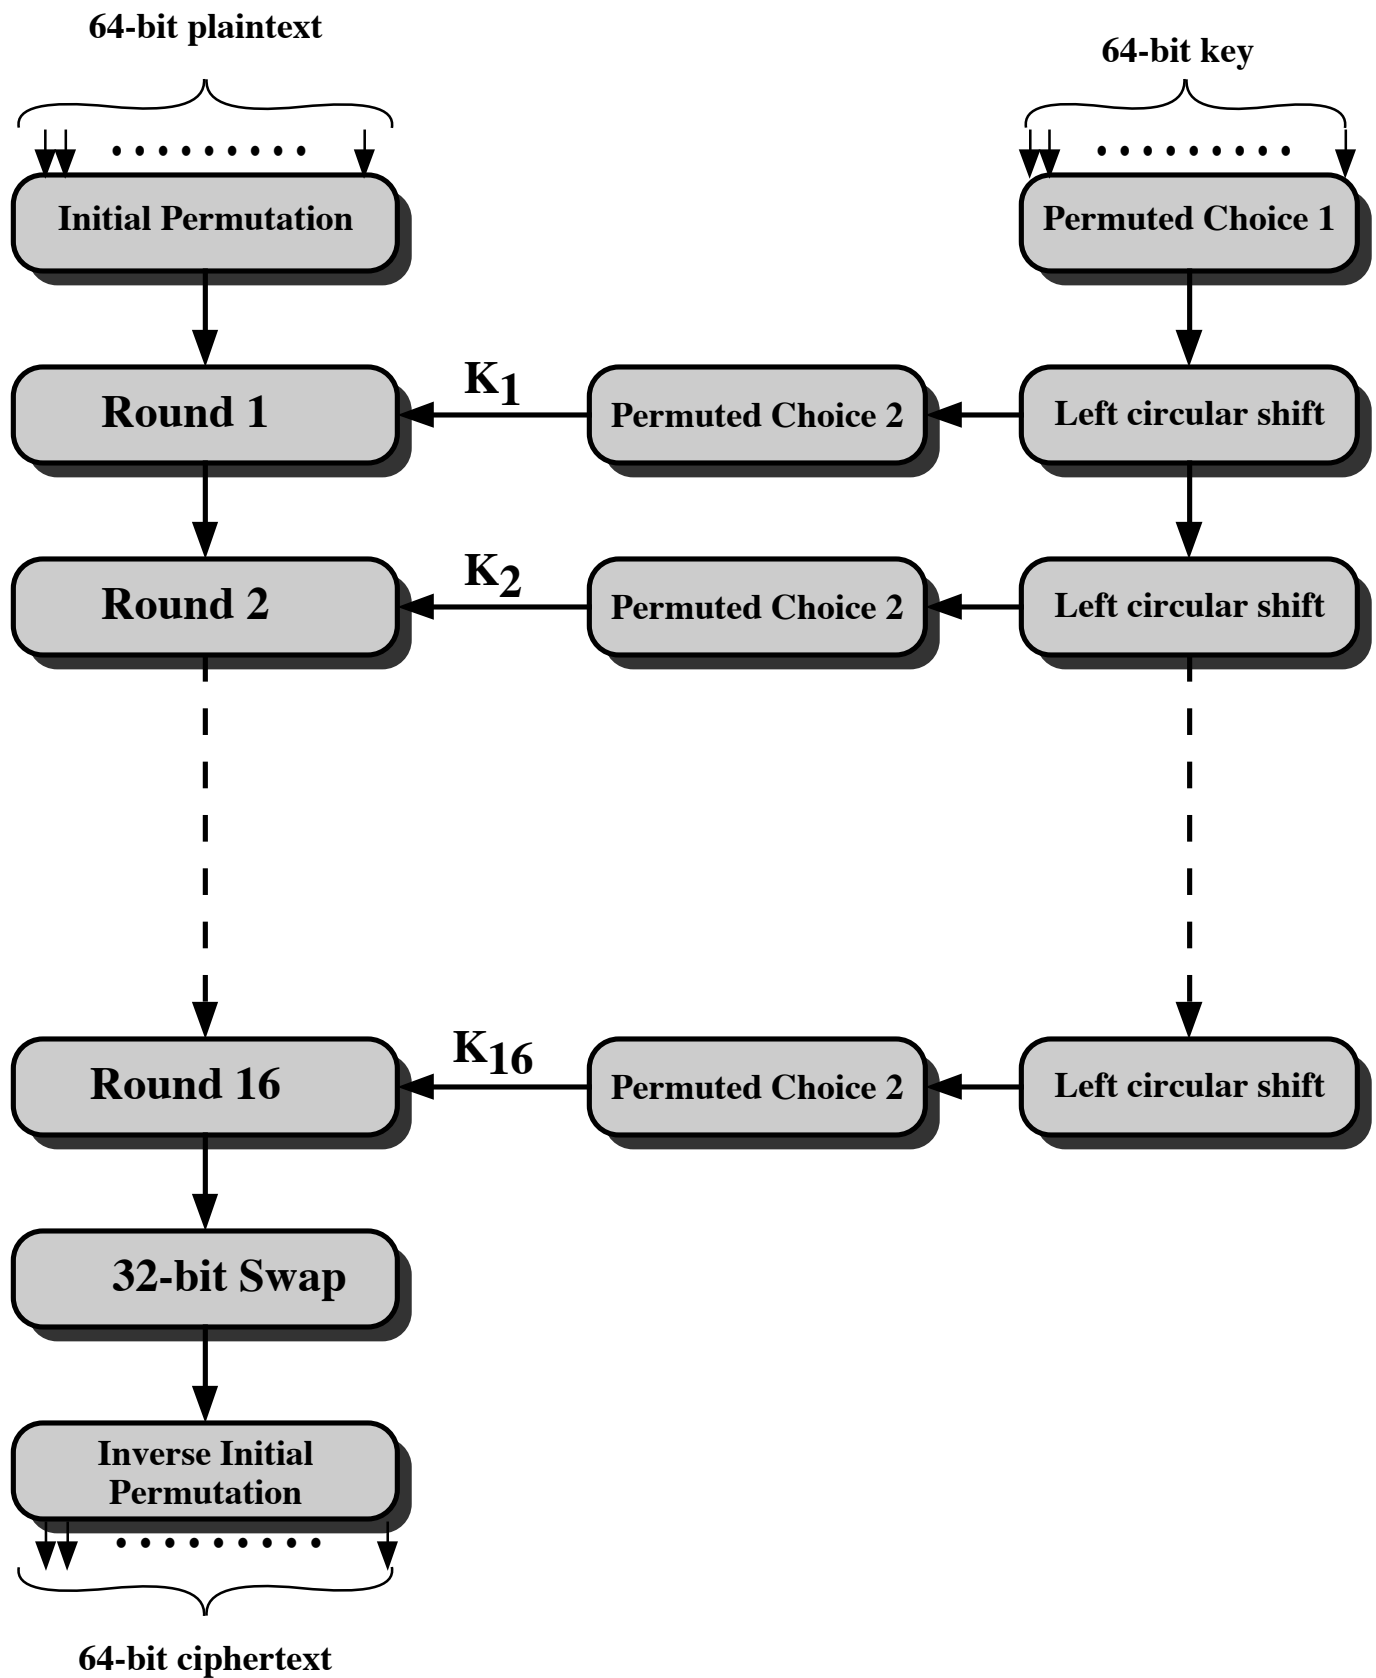 64-bit plaintext
64-bit key
Initial Permutation
Permuted Choice 1
Round 1
K1
Permuted Choice 2
Left circular shift
Round 2
K2
Permuted Choice 2
Left circular shift
Round 16
K16
Permuted Choice 2
Left circular shift
32-bit Swap
Inverse Initial
Permutation
64-bit ciphertext